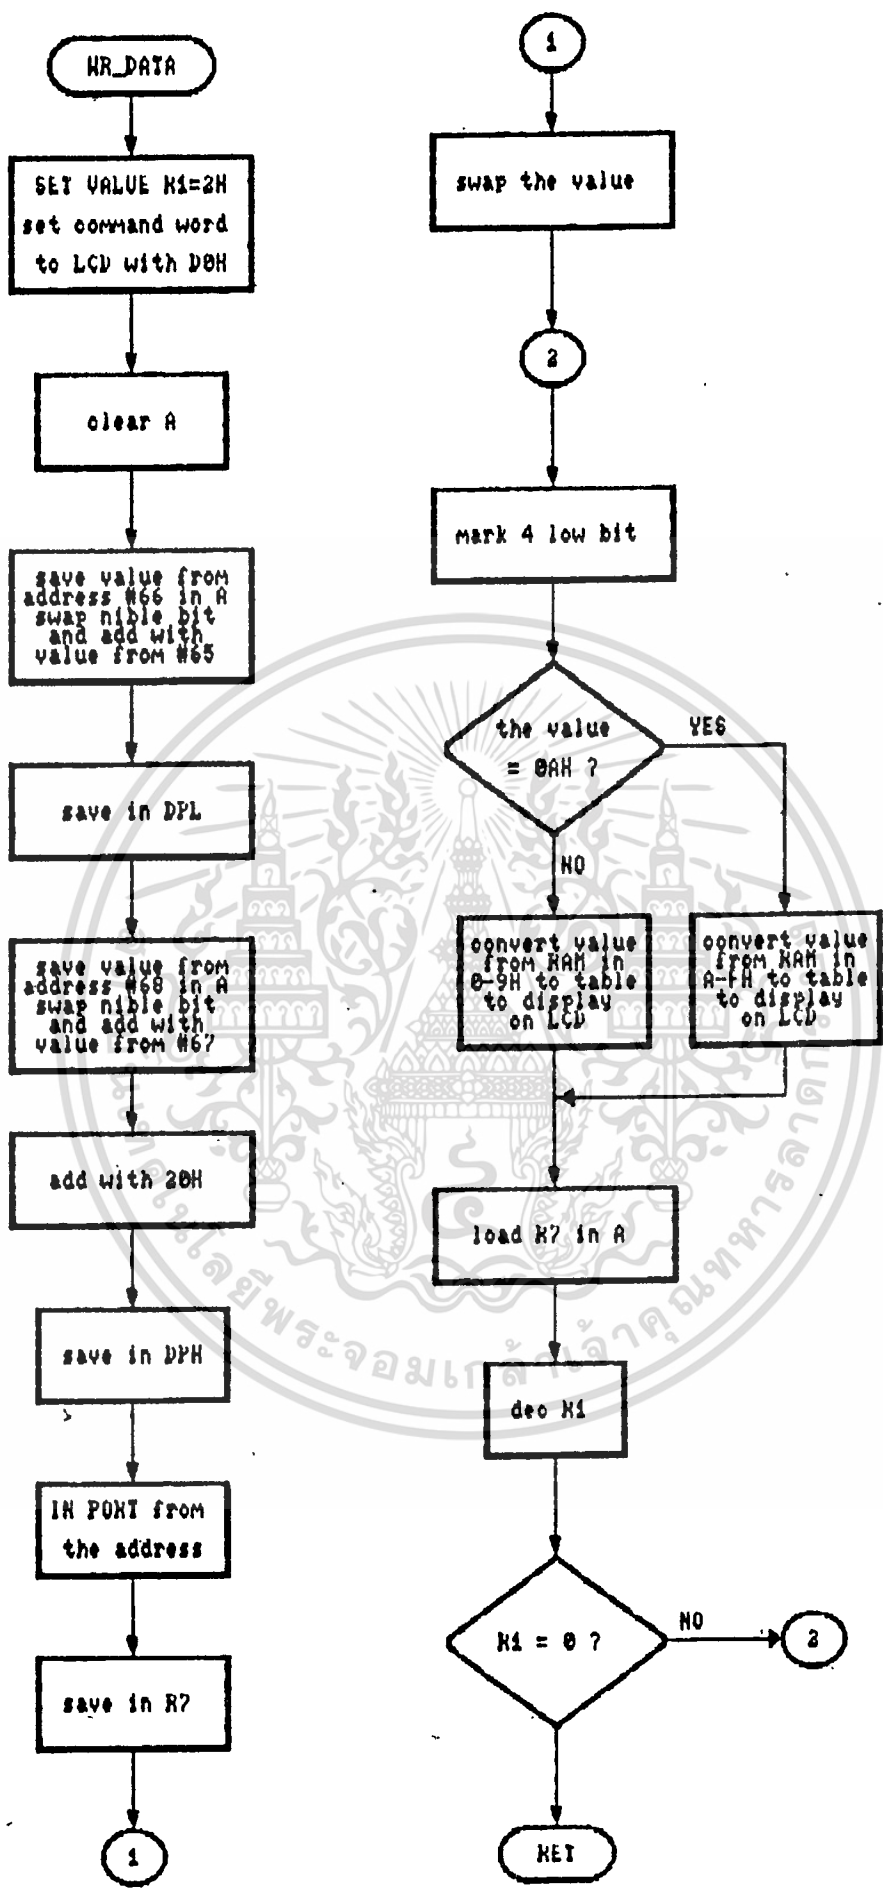 WR_DATA
SET VALUE R1=2H
set command word
to LCD with D0H
clear A
save value from
address #66 in A
swap nible bit
and add with
value from #65
save in DPL
save value from
address #68 in A
swap nible bit
and add with
value from #67
add with 20H
save in DPH
IN PORT from
the address
save in R7
1
1
swap the value
2
mark 4 low bit
the value
= 0AH ?
YES
NO
convert value
from RAM in
0-9H to table
to display
on LCD
convert value
from RAM in
A-FH to table
to display
on LCD
load R7 in A
dec R1
R1 = 0 ?
NO
2
RET